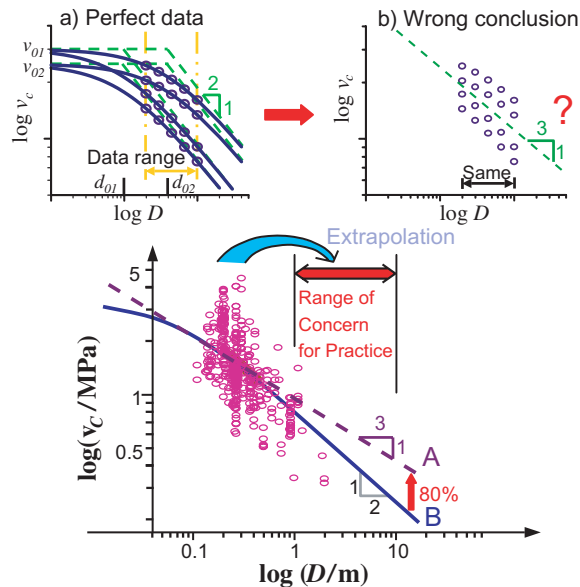 a) Perfect data
v01
v02
log vc
2
1
Data range
d01
d02
log D
b) Wrong conclusion
log vc
?
3
1
Same
log D
Extrapolation
5
Range of
Concern
for Practice
1
0.5
log(vC/MPa)
3
1
A
1
2
80%
B
0.1
1
10
log (D/m)